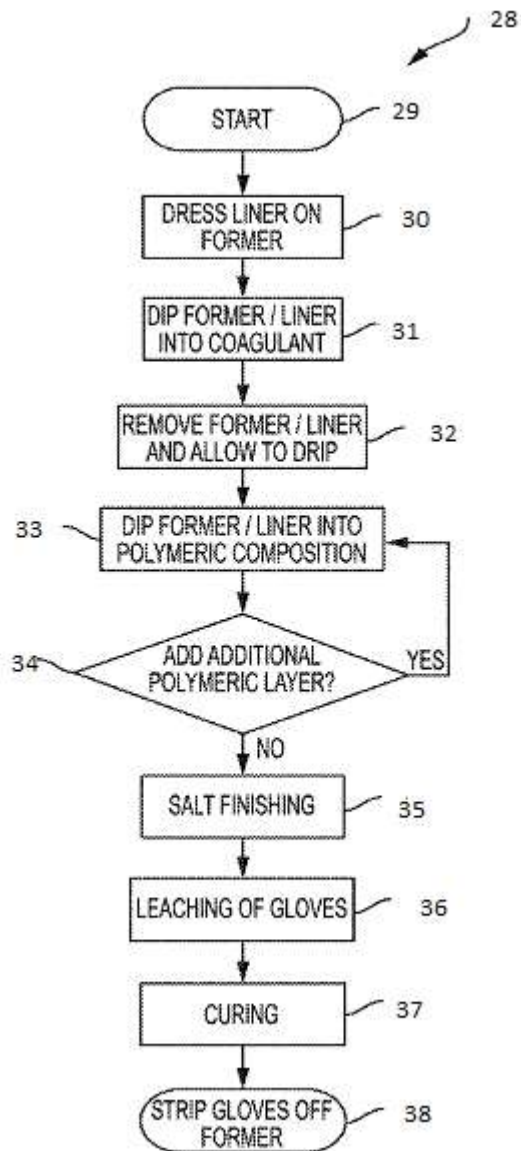 28
START
29
DRESS LINER ON
FORMER
30
DIP FORMER / LINER
INTO COAGULANT
31
REMOVE FORMER / LINER
AND ALLOW TO DRIP
32
33
DIP FORMER / LINER INTO
POLYMERIC COMPOSITION
34
ADD ADDITIONAL
POLYMERIC LAYER?
YES
NO
SALT FINISHING
35
LEACHING OF GLOVES
36
CURING
37
STRIP GLOVES OFF
FORMER
38